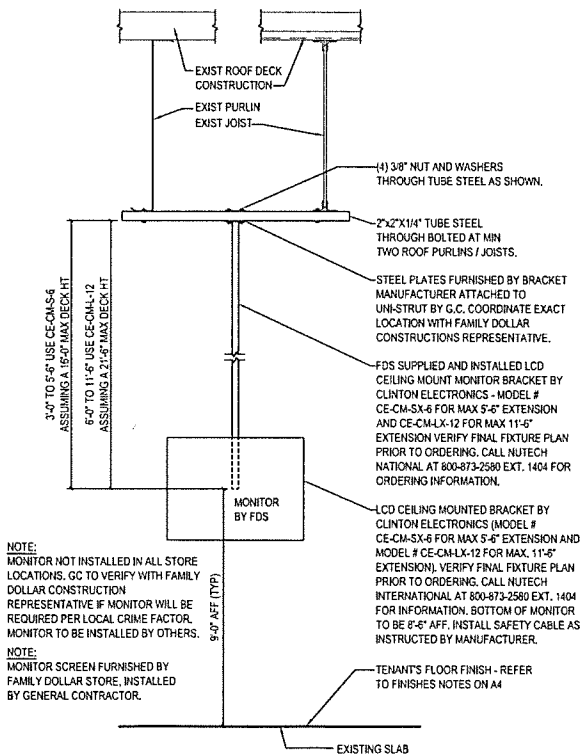 EXIST ROOF DECK
CONSTRUCTION
EXIST PURLIN
EXIST JOIST
(4) 3/8" NUT AND WASHERS
THROUGH TUBE STEEL AS SHOWN.
2"x2"X1/4" TUBE STEEL
THROUGH BOLTED AT MIN
TWO ROOF PURLINS / JOISTS.
STEEL PLATES FURNISHED BY BRACKET
MANUFACTURER ATTACHED TO
UNI-STRUT BY G.C. COORDINATE EXACT
LOCATION WITH FAMILY DOLLAR
CONSTRUCTIONS REPRESENTATIVE.
3'-0" TO 5'-6" USE CE-CM-S-6
ASSUMING A 16'-0" MAX DECK HT
6'-0" TO 11'-6" USE CE-CM-L-12
ASSUMING A 21'-6" MAX DECK HT
FDS SUPPLIED AND INSTALLED LCD
CEILING MOUNT MONITOR BRACKET BY
CLINTON ELECTRONICS - MODEL #
CE-CM-SX-6 FOR MAX 5'-6" EXTENSION
AND CE-CM-LX-12 FOR MAX 11'-6"
EXTENSION VERIFY FINAL FIXTURE PLAN
PRIOR TO ORDERING. CALL NUTECH
NATIONAL AT 800-873-2580 EXT. 1404 FOR
ORDERING INFORMATION.
MONITOR
BY FDS
LCD CEILING MOUNTED BRACKET BY
CLINTON ELECTRONICS (MODEL #
CE-CM-SX-6 FOR MAX 5'-6" EXTENSION AND
MODEL # CE-CM-LX-12 FOR MAX. 11'-6"
EXTENSION). VERIFY FINAL FIXTURE PLAN
PRIOR TO ORDERING. CALL NUTECH
INTERNATIONAL AT 800-873-2580 EXT. 1404
FOR INFORMATION. BOTTOM OF MONITOR
TO BE 8'-6" AFF. INSTALL SAFETY CABLE AS
INSTRUCTED BY MANUFACTURER.
NOTE:
MONITOR NOT INSTALLED IN ALL STORE
LOCATIONS. GC TO VERIFY WITH FAMILY
DOLLAR CONSTRUCTION
REPRESENTATIVE IF MONITOR WILL BE
REQUIRED PER LOCAL CRIME FACTOR.
MONITOR TO BE INSTALLED BY OTHERS.
NOTE:
MONITOR SCREEN FURNISHED BY
FAMILY DOLLAR STORE, INSTALLED
BY GENERAL CONTRACTOR.
9'-0" AFF (TYP)
TENANT'S FLOOR FINISH - REFER
TO FINISHES NOTES ON A4
EXISTING SLAB